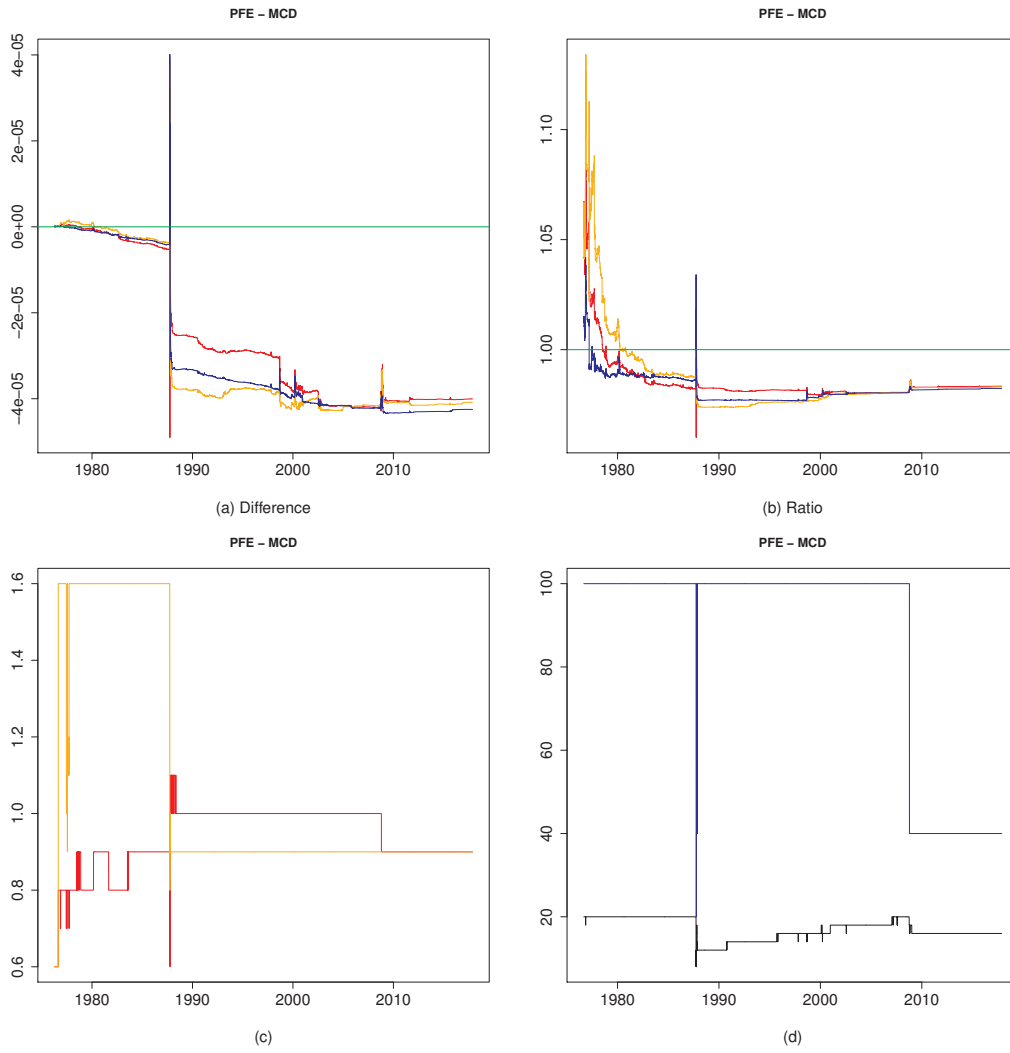 PFE − MCD
4e−05
2e−05
0e+00
−2e−05
−4e−05
1980 1990 2000 2010
(a) Difference
PFE − MCD
1.10
1.05
1.00
1980 1990 2000 2010
(b) Ratio
PFE − MCD
1.6
1.4
1.2
1.0
0.8
0.6
1980 1990 2000 2010
(c)
PFE − MCD
100
80
60
40
20
1980 1990 2000 2010
(d)